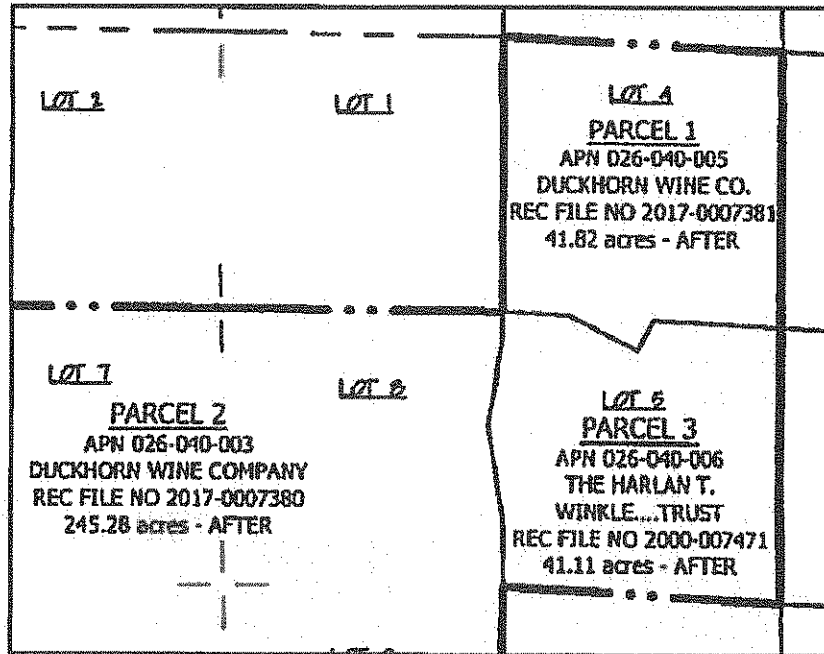 LOT 2
LOT 1
LOT 4
PARCEL 1
APN 026-040-005
DUCKHORN WINE CO.
REC FILE NO 2017-0007381
41.82 acres - AFTER
LOT 7
LOT 8
PARCEL 2
APN 026-040-003
DUCKHORN WINE COMPANY
REC FILE NO 2017-0007380
245.28 acres - AFTER
LOT 5
PARCEL 3
APN 026-040-006
THE HARLAN T.
WINKLE....TRUST
REC FILE NO 2000-007471
41.11 acres - AFTER
LOT